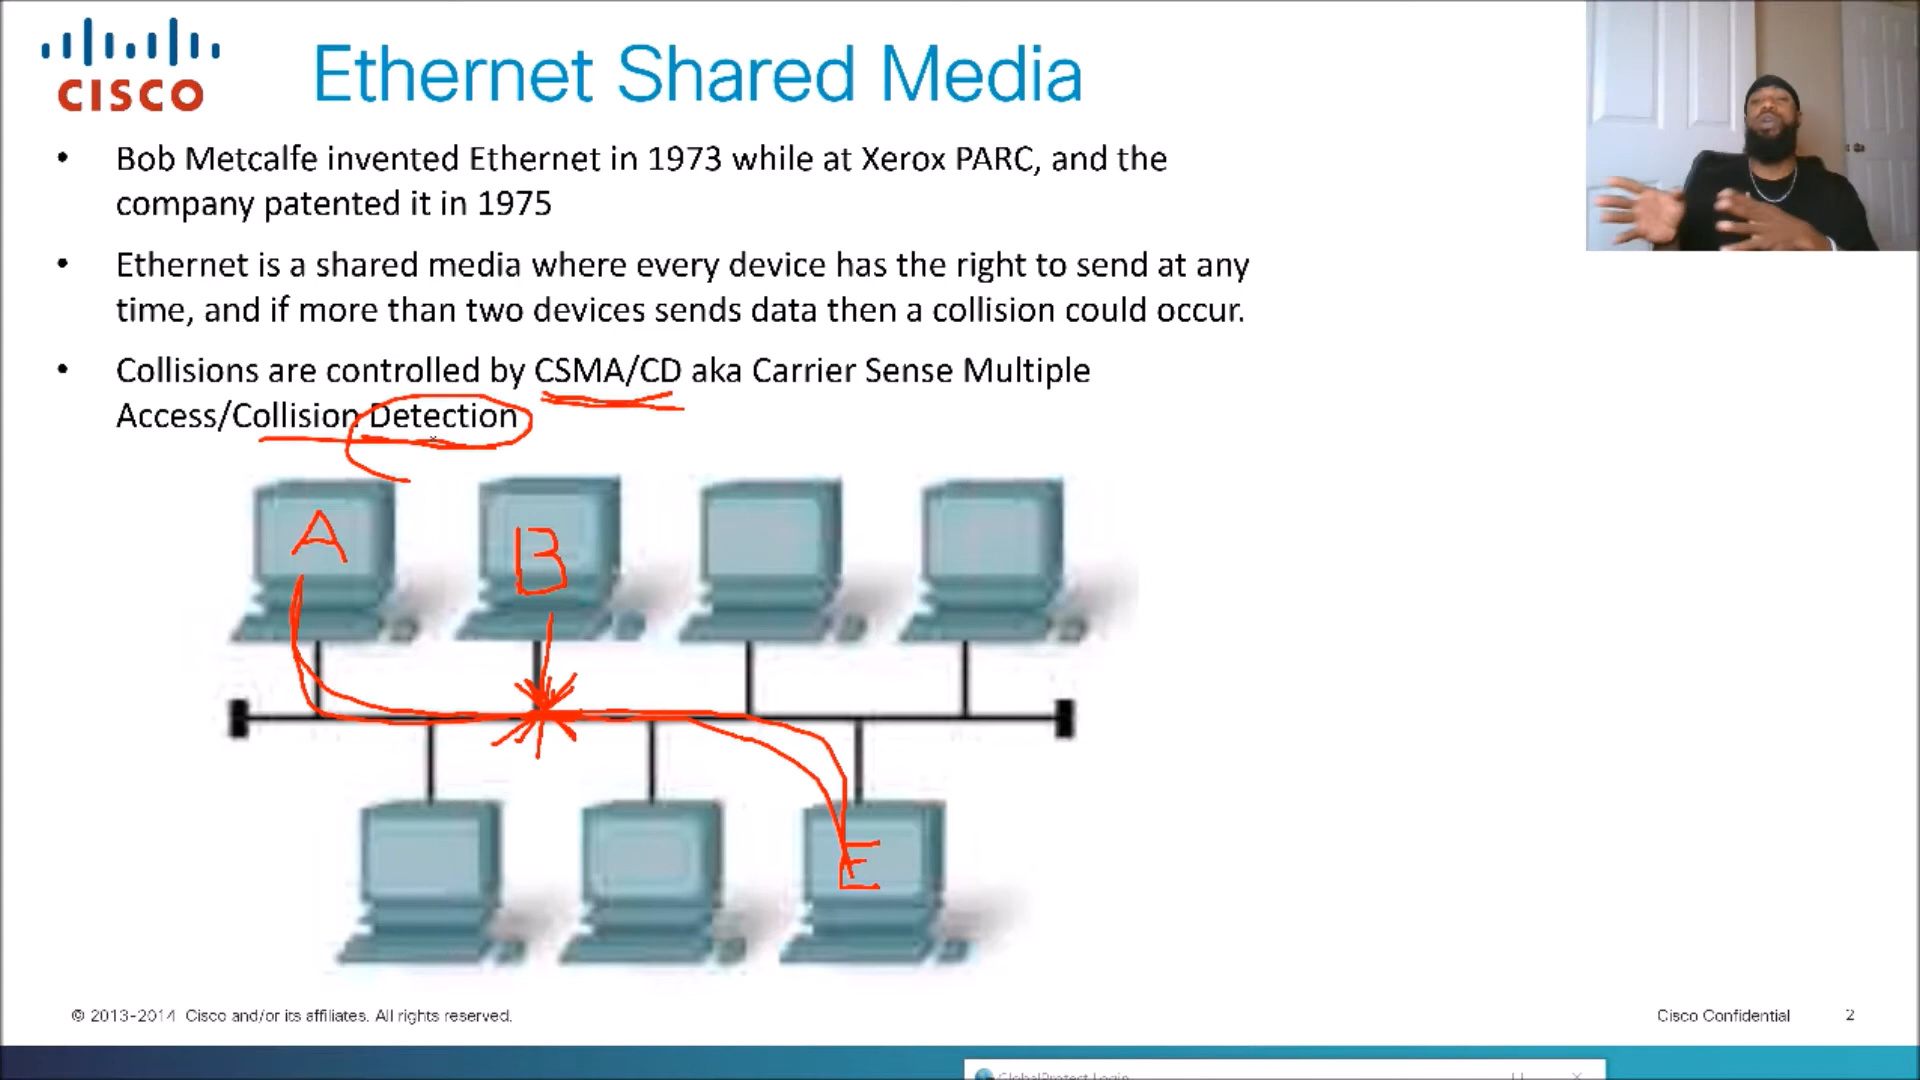 CISCO
Ethernet Shared Media
• Bob Metcalfe invented Ethernet in 1973 while at Xerox PARC, and the
company patented it in 1975
• Ethernet is a shared media where every device has the right to send at any
time, and if more than two devices sends data then a collision could occur.
• Collisions are controlled by CSMA/CD aka Carrier Sense Multiple
Access/Collision Detection
A
B
E
© 2013-2014 Cisco and/or its affiliates. All rights reserved.
Cisco Confidential
2
GlobalProtect Login